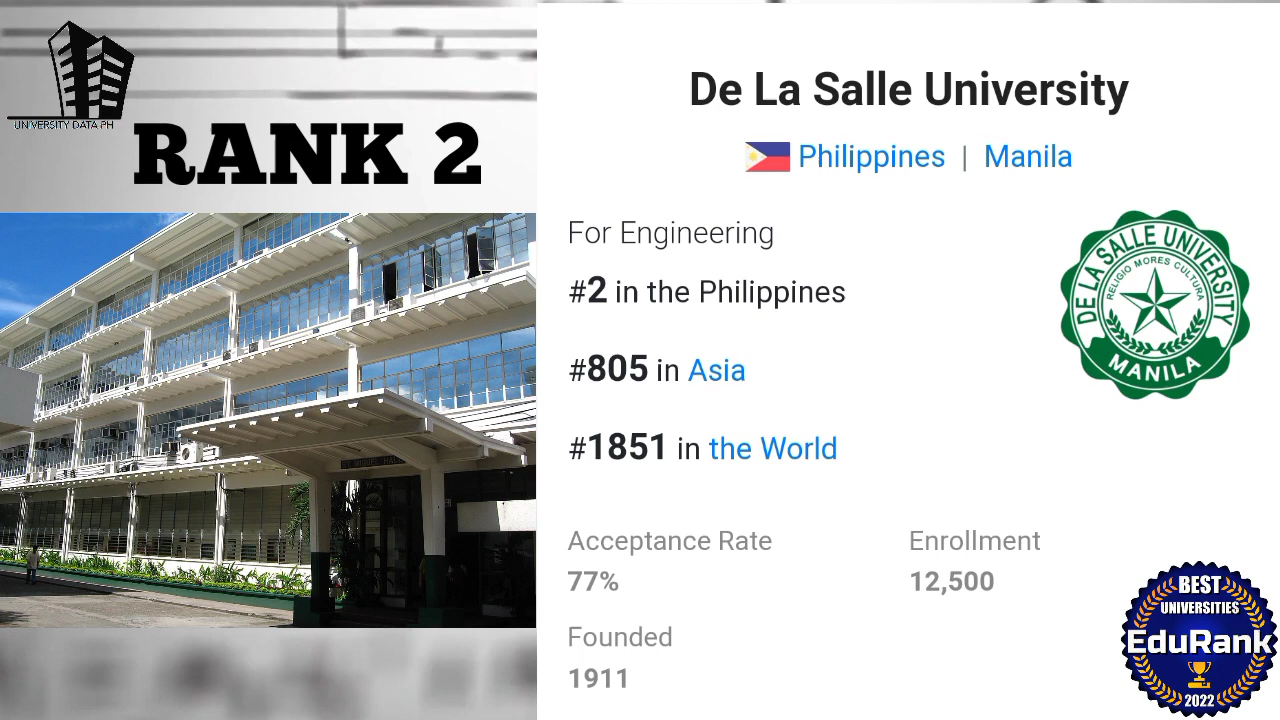 UNIVERSITY DATA PH
RANK 2
De La Salle University
Philippines | Manila
For Engineering
#2 in the Philippines
#805 in Asia
#1851 in the World
DE LA SALLE UNIVERSITY
RELIGIO MORES CULTURA
MANILA
Acceptance Rate
77%
Enrollment
12,500
Founded
1911
BEST
UNIVERSITIES
EduRank
2022